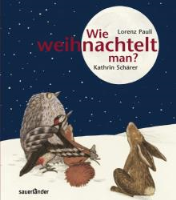 Lorenz Pauli
Wie
weihnachtelt
man?
Kathrin Schärer
sauerländer